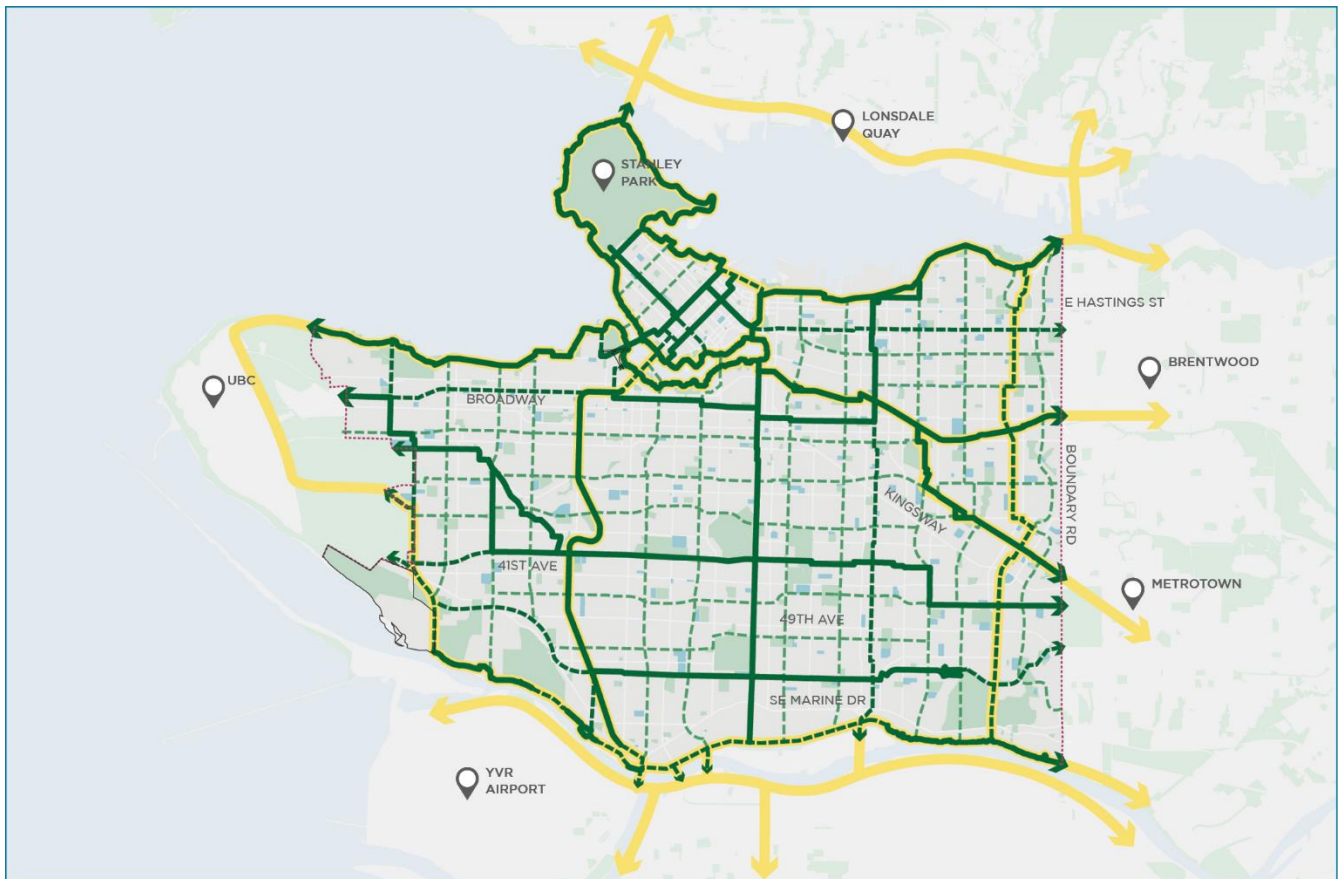 LONSDALE
QUAY
STANLEY
PARK
E HASTINGS ST
BRENTWOOD
UBC
BROADWAY
BOUNDARY RD
KINGSWAY
41ST AVE
METROTOWN
49TH AVE
SE MARINE DR
YVR
AIRPORT